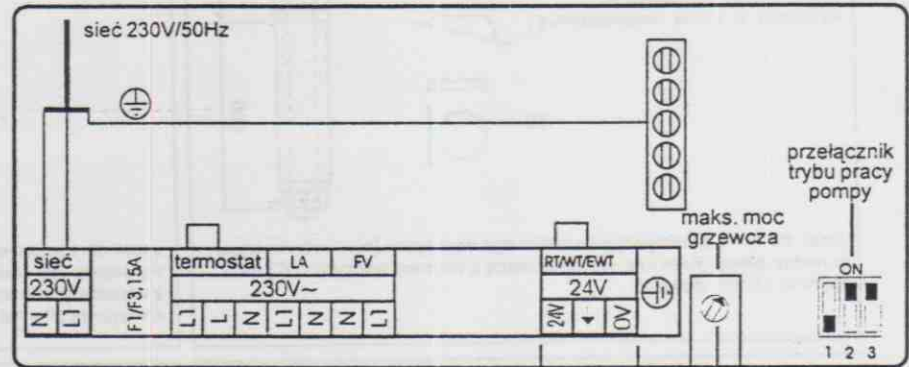 sieć 230V/50Hz
przełącznik
trybu pracy
pompy
maks. moc
grzewcza
sieć
230V
N L1
F1/F3,15A
termostat LA FV
230V~
L1 L N L1 N N L1
RT/WT/EWT
24V
24V 0V
ON
1 2 3